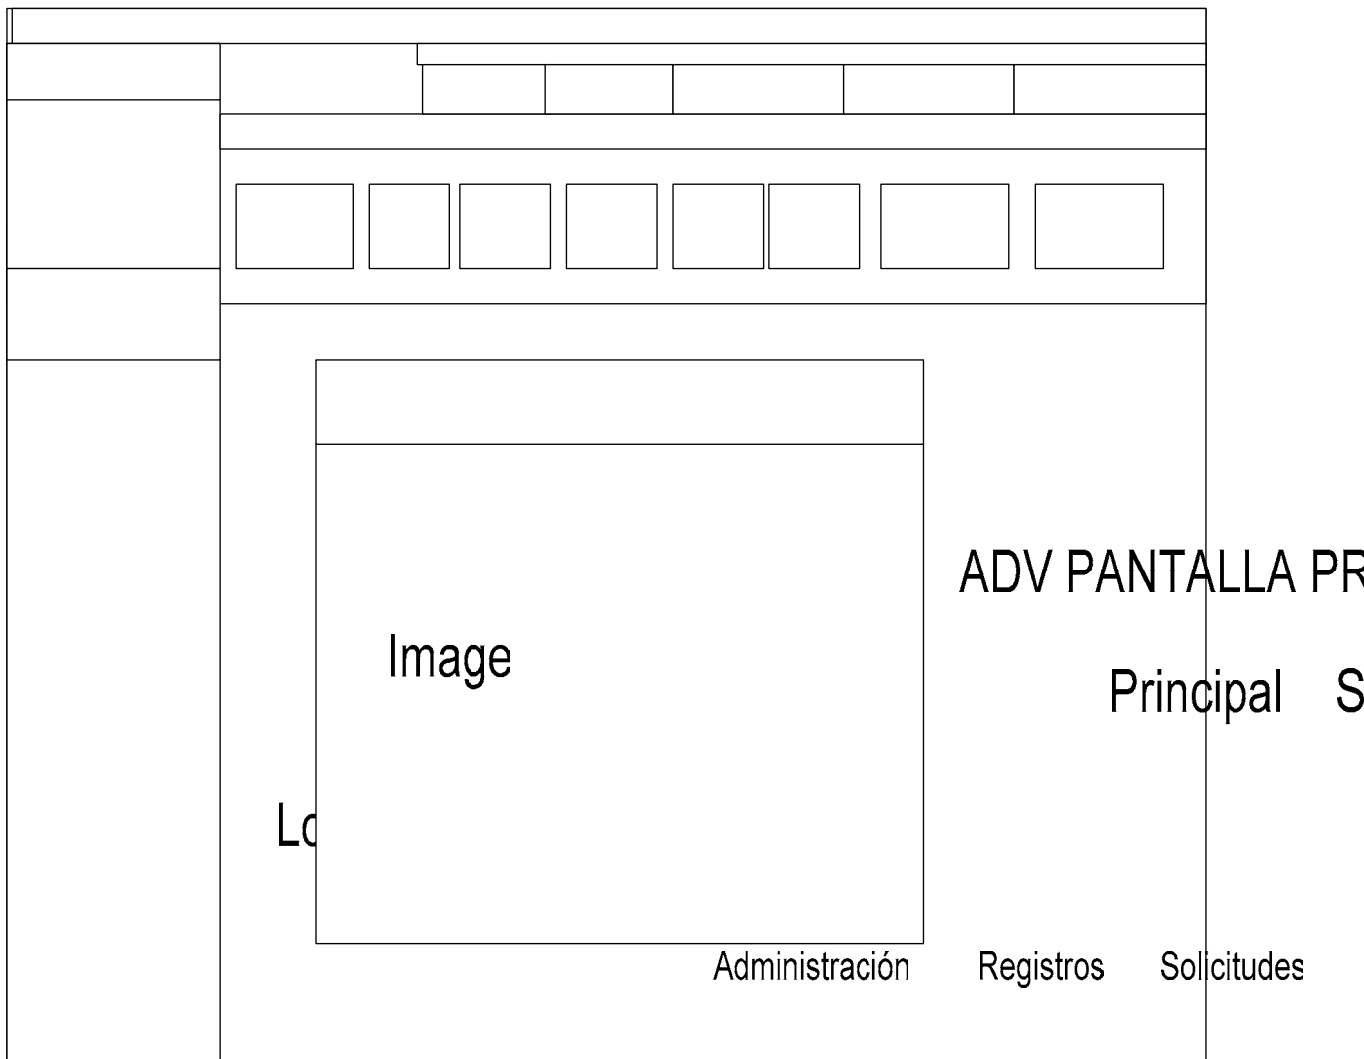 ADV PANTALLA PR
Image
Principal S
Lo
Administración Registros Solicitudes